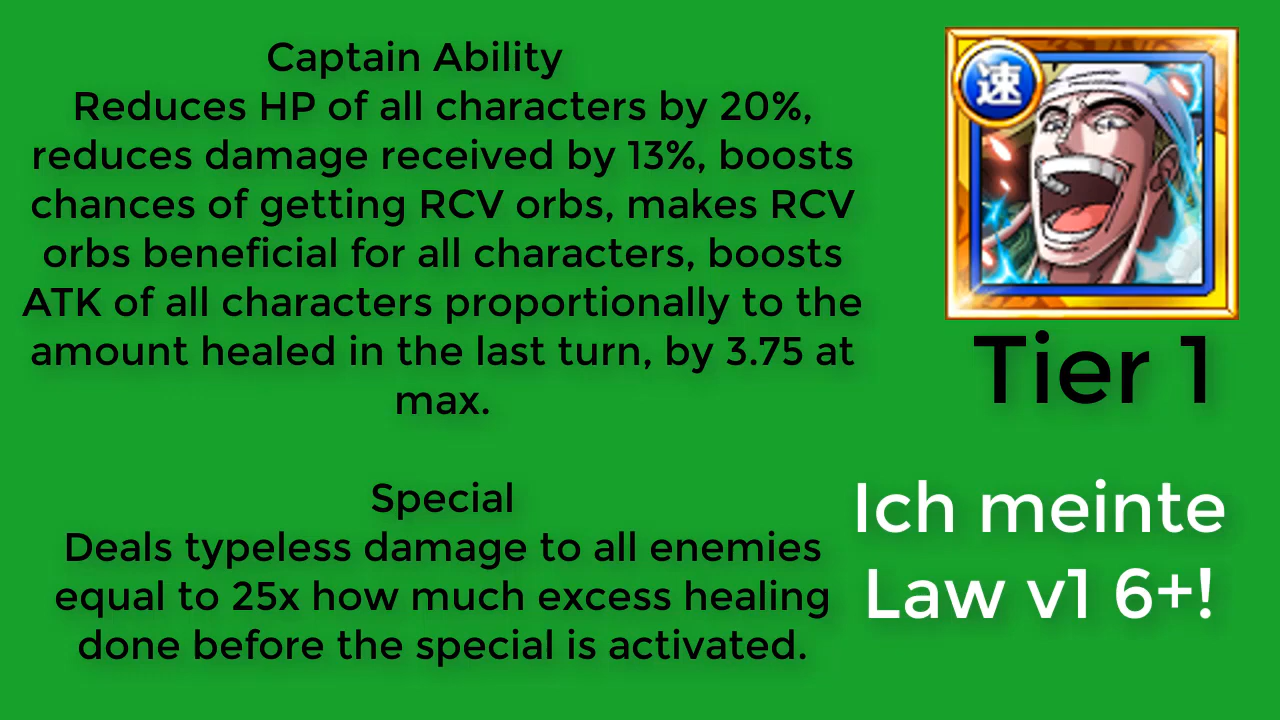 Captain Ability
Reduces HP of all characters by 20%,
reduces damage received by 13%, boosts
chances of getting RCV orbs, makes RCV
orbs beneficial for all characters, boosts
ATK of all characters proportionally to the
amount healed in the last turn, by 3.75 at
max.
Special
Deals typeless damage to all enemies
equal to 25x how much excess healing
done before the special is activated.
速
Tier 1
Ich meinte
Law v1 6+!